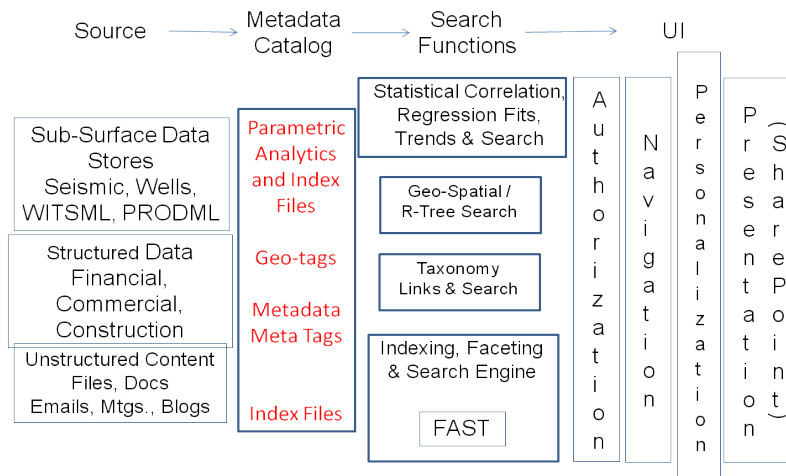 Source
Metadata
Catalog
Search
Functions
UI
Sub-Surface Data
Stores
Seismic, Wells,
WITSML, PRODML
Structured Data
Financial,
Commercial,
Construction
Unstructured Content
Files, Docs
Emails, Mtgs., Blogs
Parametric
Analytics
and Index
Files
Geo-tags
Metadata
Meta Tags
Index Files
Statistical Correlation,
Regression Fits,
Trends & Search
Geo-Spatial /
R-Tree Search
Taxonomy
Links & Search
Indexing, Faceting
& Search Engine
FAST
Authorization
Navigation
Personalization
Presentation
(SharePoint)